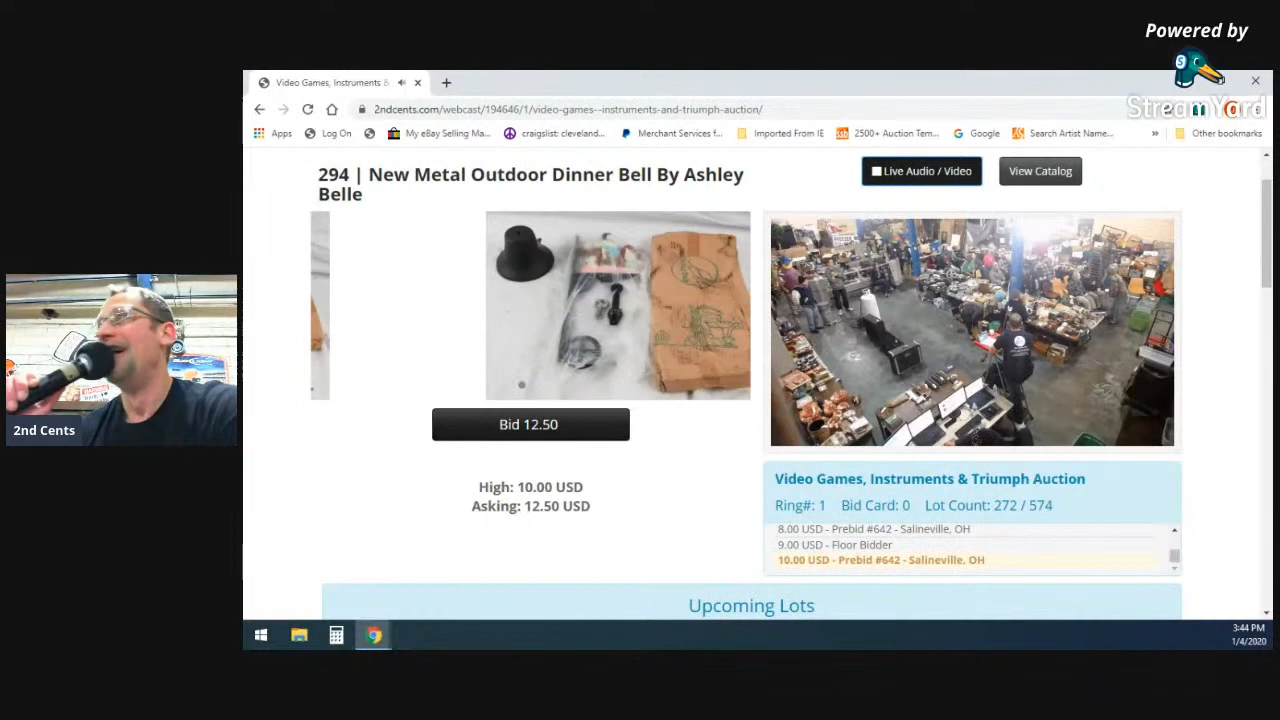 Powered by
S
StreamYard
Video Games, Instruments &
2ndcents.com/webcast/194646/1/video-games--instruments-and-triumph-auction/
Apps
Log On
My eBay Selling Ma...
craigslist: cleveland...
Merchant Services f...
Imported From IE
2500+ Auction Tem...
Google
Search Artist Name...
»
Other bookmarks
294 | New Metal Outdoor Dinner Bell By Ashley
Belle
Live Audio / Video
View Catalog
Bid 12.50
High: 10.00 USD
Asking: 12.50 USD
Video Games, Instruments & Triumph Auction
Ring#: 1 Bid Card: 0 Lot Count: 272 / 574
8.00 USD - Prebid #642 - Salineville, OH
9.00 USD - Floor Bidder
10.00 USD - Prebid #642 - Salineville, OH
Upcoming Lots
2nd Cents
3:44 PM
1/4/2020